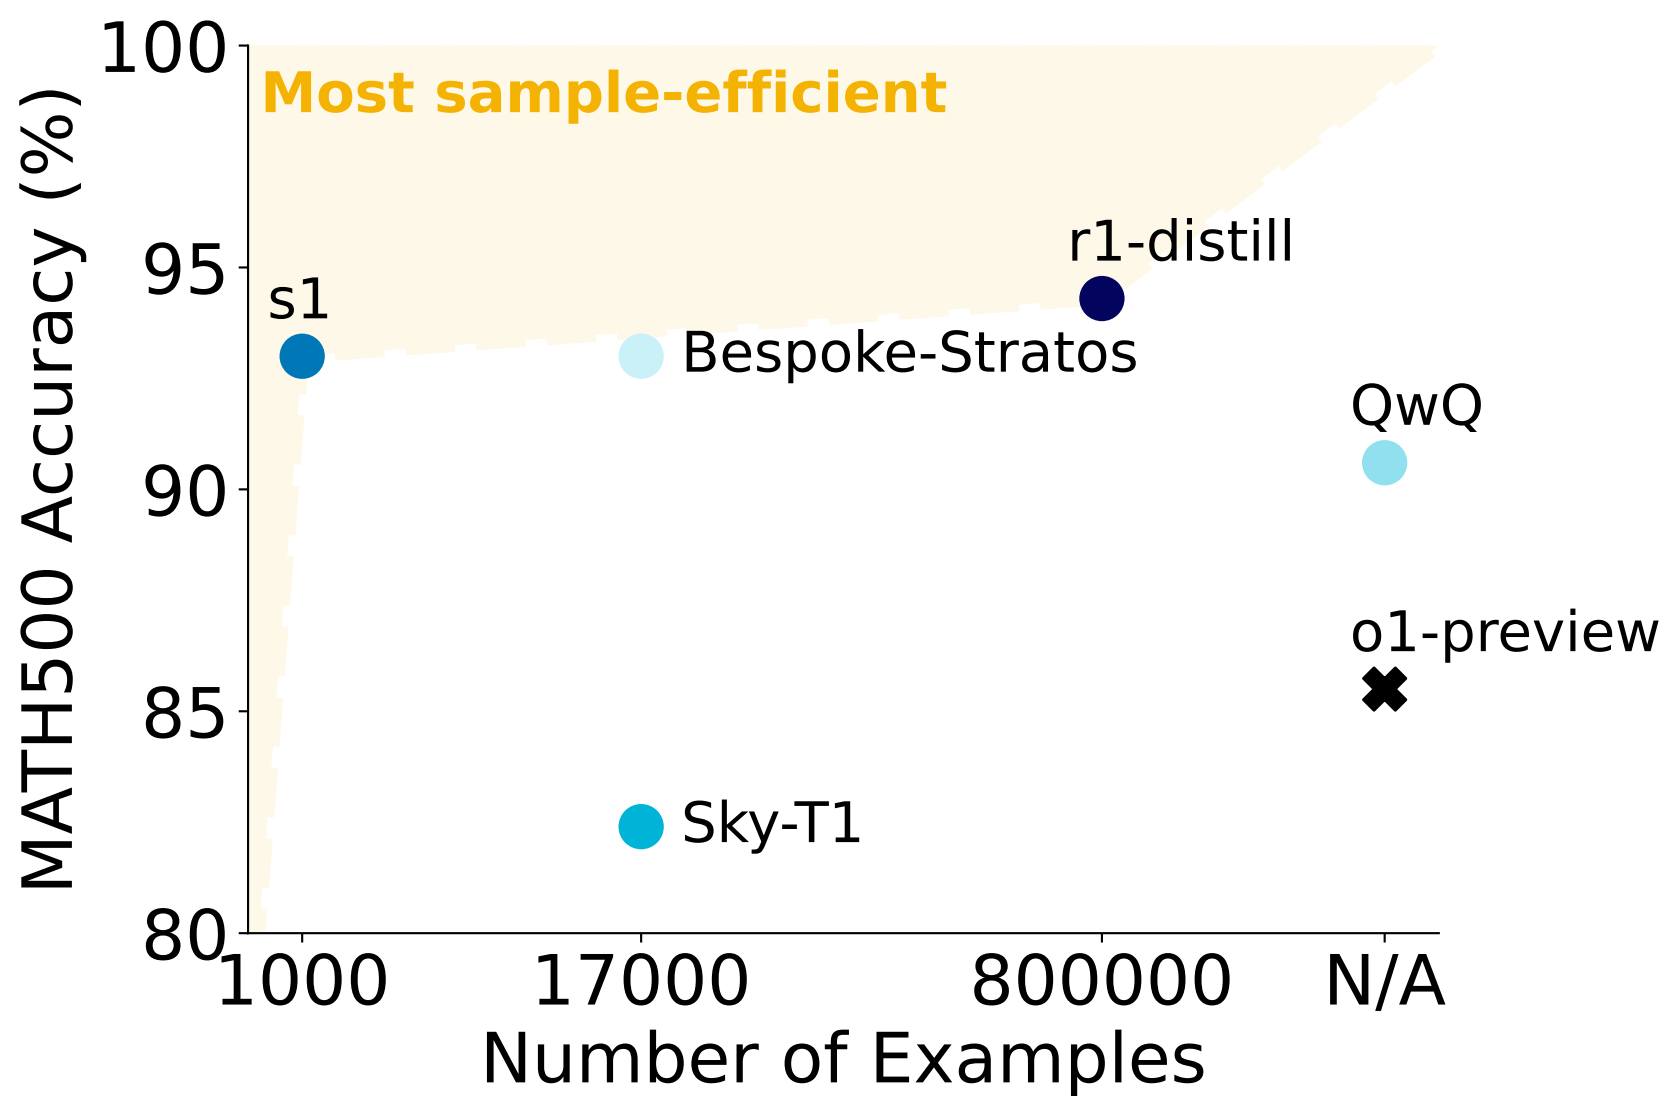 MATH500 Accuracy (%)
100
95
90
85
80
Most sample-efficient
s1
r1-distill
Bespoke-Stratos
QwQ
o1-preview
Sky-T1
1000 17000 800000 N/A
Number of Examples